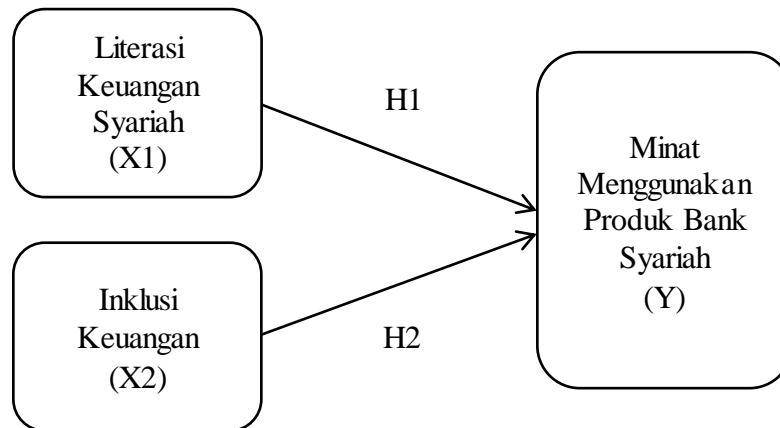 Literasi
Keuangan
Syariah
(X1)
H1
Minat
Menggunakan
Produk Bank
Syariah
(Y)
Inklusi
Keuangan
(X2)
H2